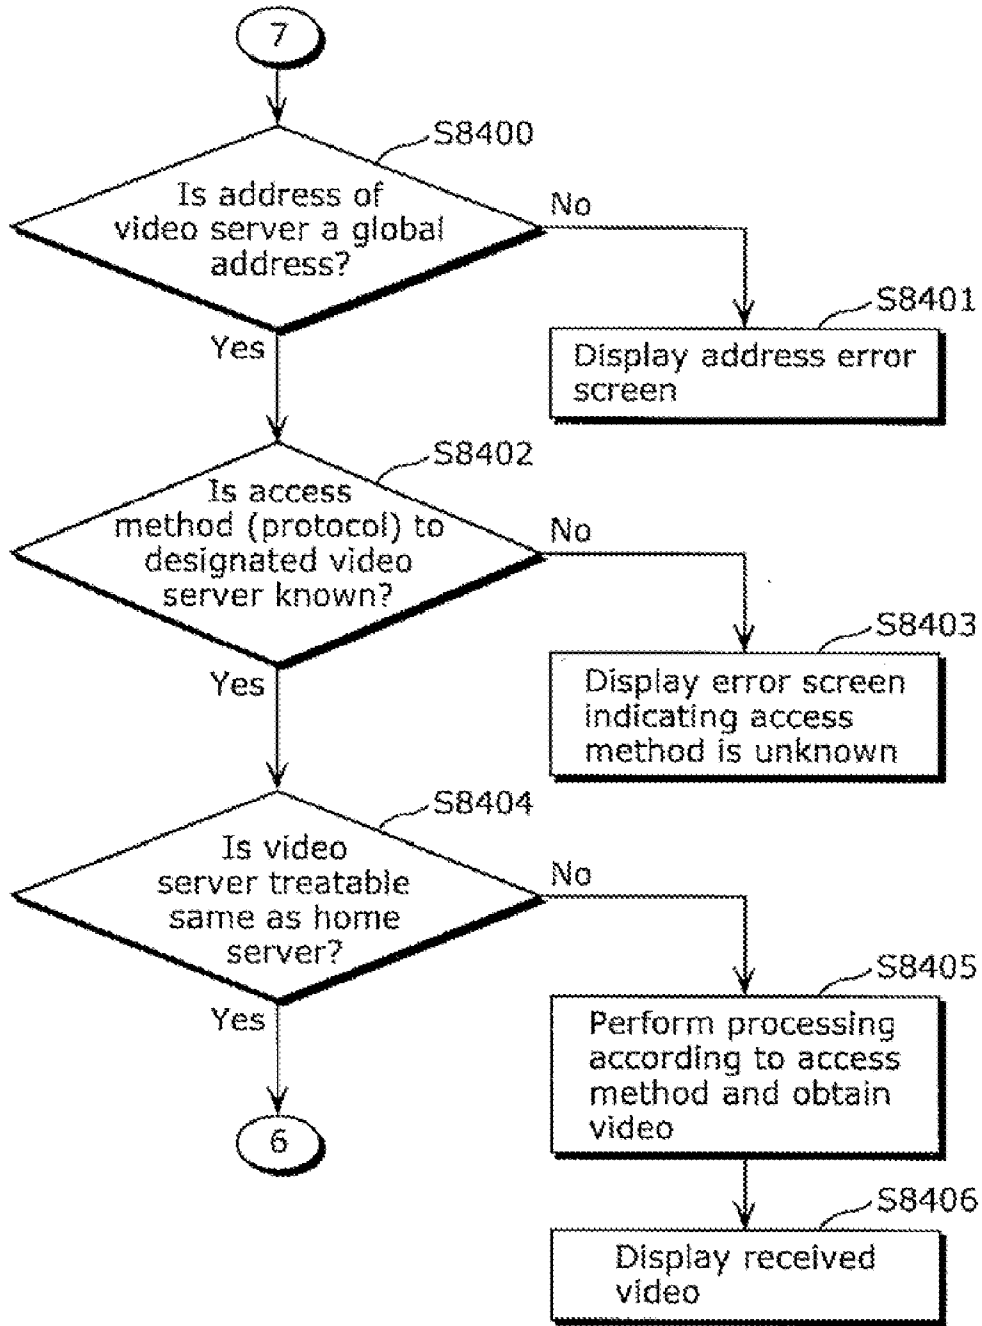 7
S8400
Is address of
video server a global
address?
No
Yes
S8401
Display address error
screen
S8402
Is access
method (protocol) to
designated video
server known?
No
Yes
S8403
Display error screen
indicating access
method is unknown
S8404
Is video
server treatable
same as home
server?
No
Yes
S8405
Perform processing
according to access
method and obtain
video
6
S8406
Display received
video